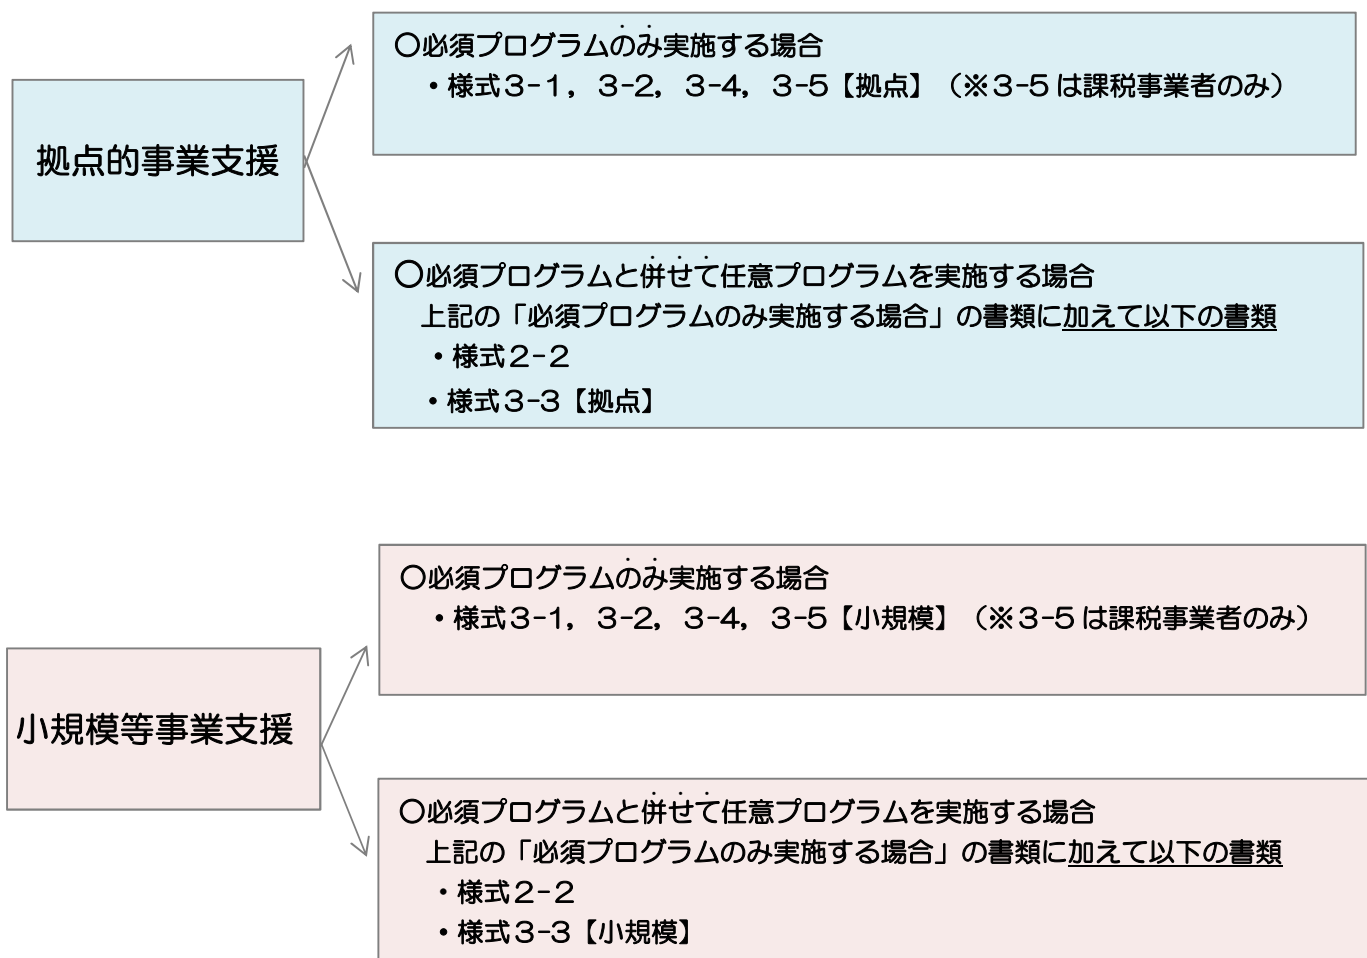 拠点的事業支援
〇必須プログラムのみ実施する場合
・様式３-１，３-２，３-４，３-５【拠点】（※３-５は課税事業者のみ）
〇必須プログラムと併せて任意プログラムを実施する場合
上記の「必須プログラムのみ実施する場合」の書類に加えて以下の書類
・様式２-２
・様式３-３【拠点】
小規模等事業支援
〇必須プログラムのみ実施する場合
・様式３-１，３-２，３-４，３-５【小規模】（※３-５は課税事業者のみ）
〇必須プログラムと併せて任意プログラムを実施する場合
上記の「必須プログラムのみ実施する場合」の書類に加えて以下の書類
・様式２-２
・様式３-３【小規模】